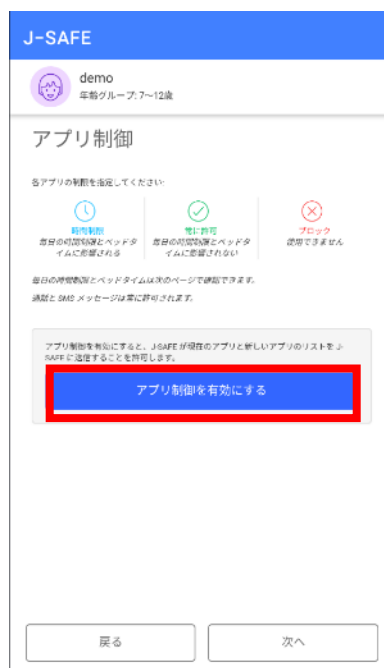 J-SAFE
demo
年齢グループ: 7~12歳
アプリ制御
各アプリの制限を指定してください:
時間制限
毎日の時間制限とベッドタ
イムに影響される
常に許可
毎日の時間制限とベッドタ
イムに影響されない
ブロック
使用できません
毎日の時間制限とベッドタイムは次のページで確認できます。
通話と SMS メッセージは常に許可されます。
アプリ制御を有効にすると、J-SAFE が現在のアプリと新しいアプリのリストを J-
SAFE に送信することを許可します。
アプリ制御を有効にする
戻る
次へ